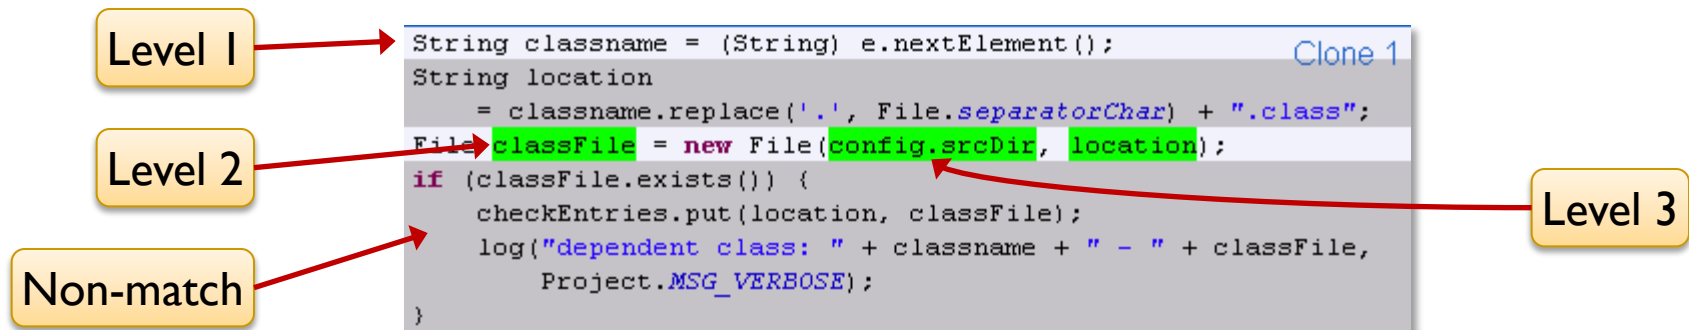 Level 1
String classname = (String) e.nextElement();
Clone 1
String location
= classname.replace('.', File.separatorChar) + ".class";
Level 2
File classFile = new File(config.srcDir, location);
if (classFile.exists()) {
Level 3
checkEntries.put(location, classFile);
log("dependent class: " + classname + " - " + classFile,
Non-match
Project.MSG_VERBOSE);
}